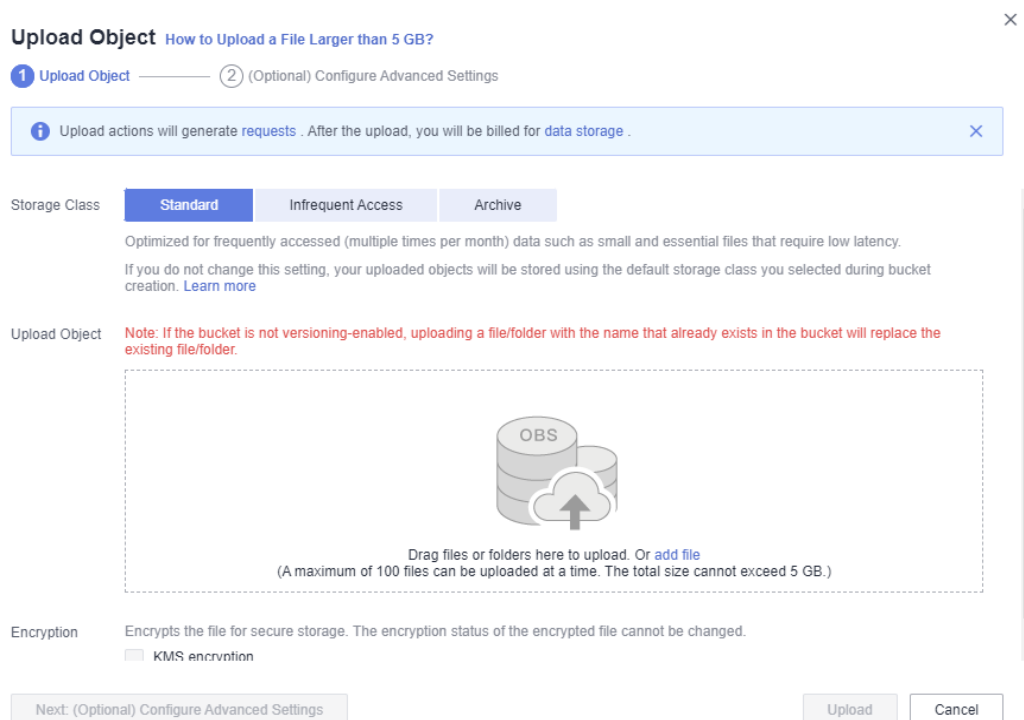 Upload Object How to Upload a File Larger than 5 GB?
1 Upload Object 2 (Optional) Configure Advanced Settings
Upload actions will generate requests . After the upload, you will be billed for data storage .
Storage Class Standard Infrequent Access Archive
Optimized for frequently accessed (multiple times per month) data such as small and essential files that require low latency.
If you do not change this setting, your uploaded objects will be stored using the default storage class you selected during bucket
creation. Learn more
Upload Object Note: If the bucket is not versioning-enabled, uploading a file/folder with the name that already exists in the bucket will replace the
existing file/folder.
OBS
Drag files or folders here to upload. Or add file
(A maximum of 100 files can be uploaded at a time. The total size cannot exceed 5 GB.)
Encryption Encrypts the file for secure storage. The encryption status of the encrypted file cannot be changed.
KMS encryption
Next: (Optional) Configure Advanced Settings Upload Cancel